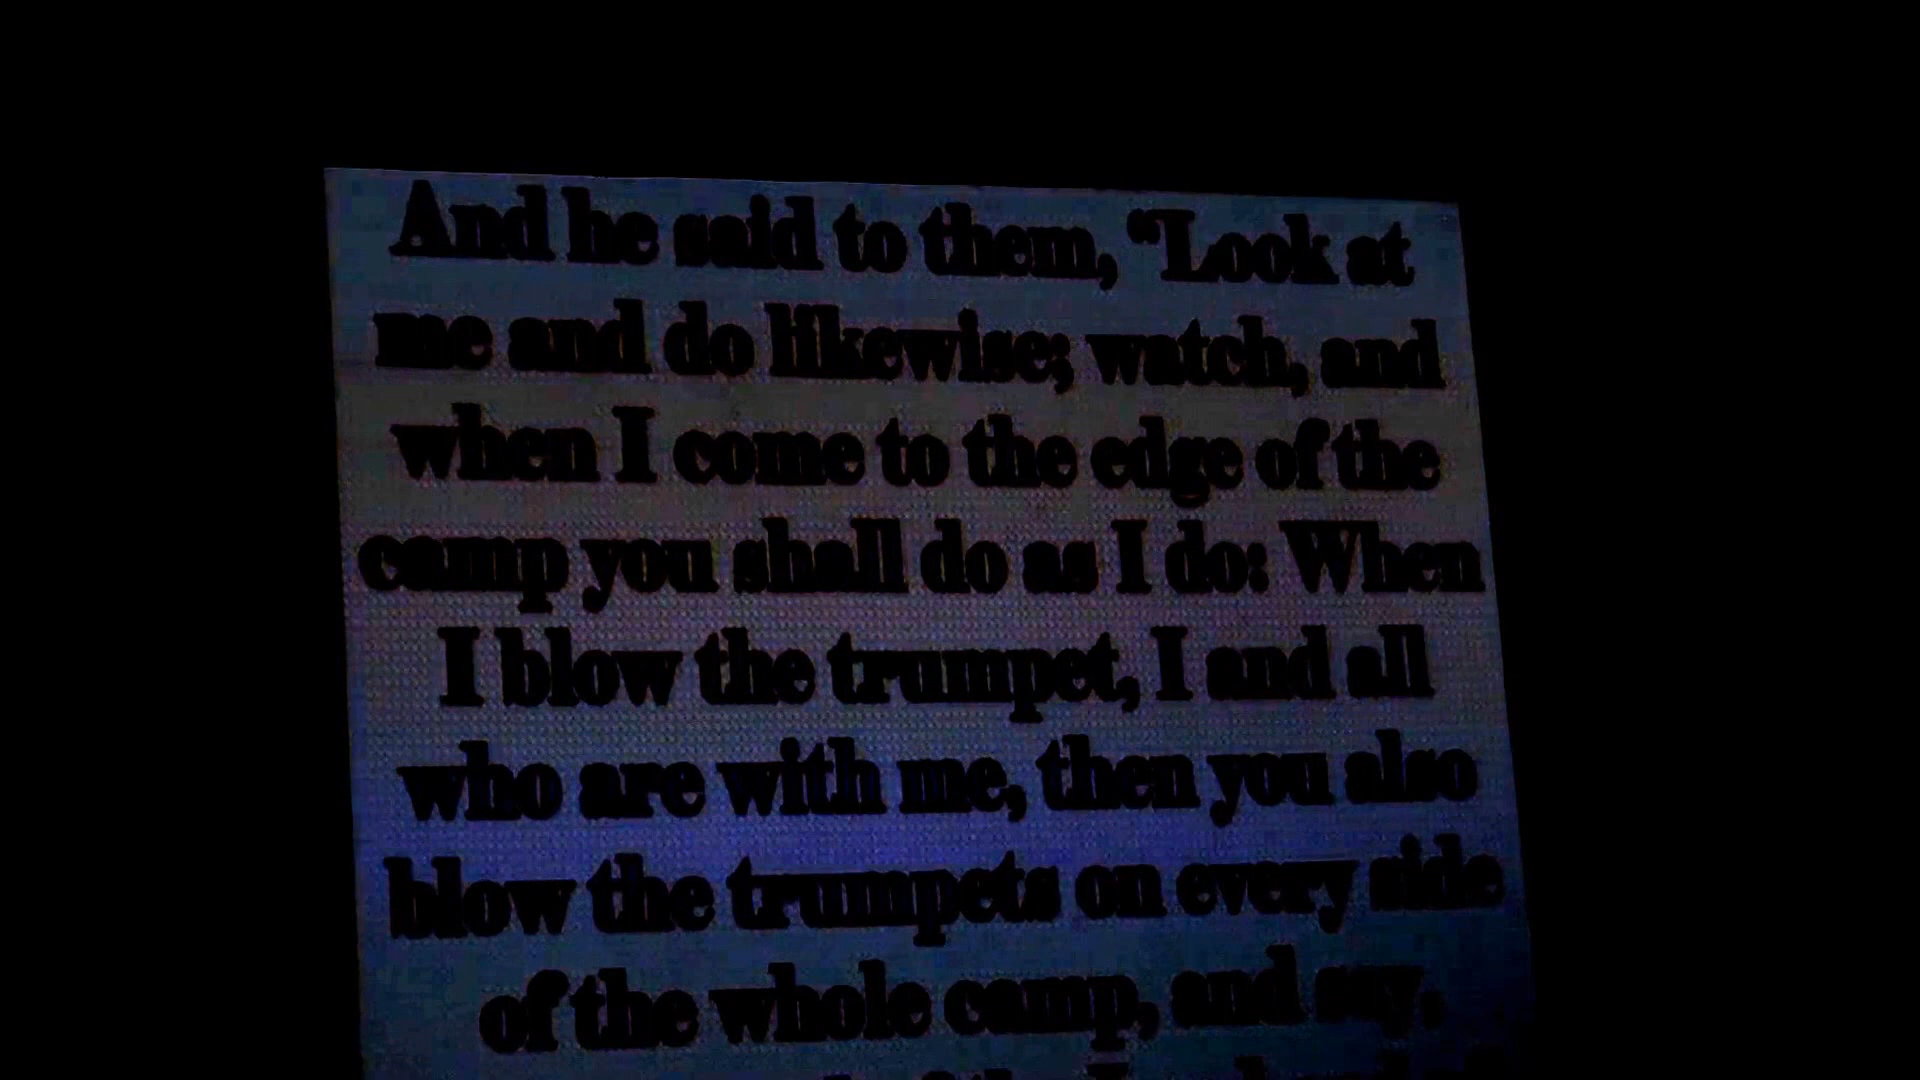 And he said to them, “Look at
me and do likewise; watch, and
when I come to the edge of the
camp you shall do as I do: When
I blow the trumpet, I and all
who are with me, then you also
blow the trumpets on every side
of the whole camp, and say,